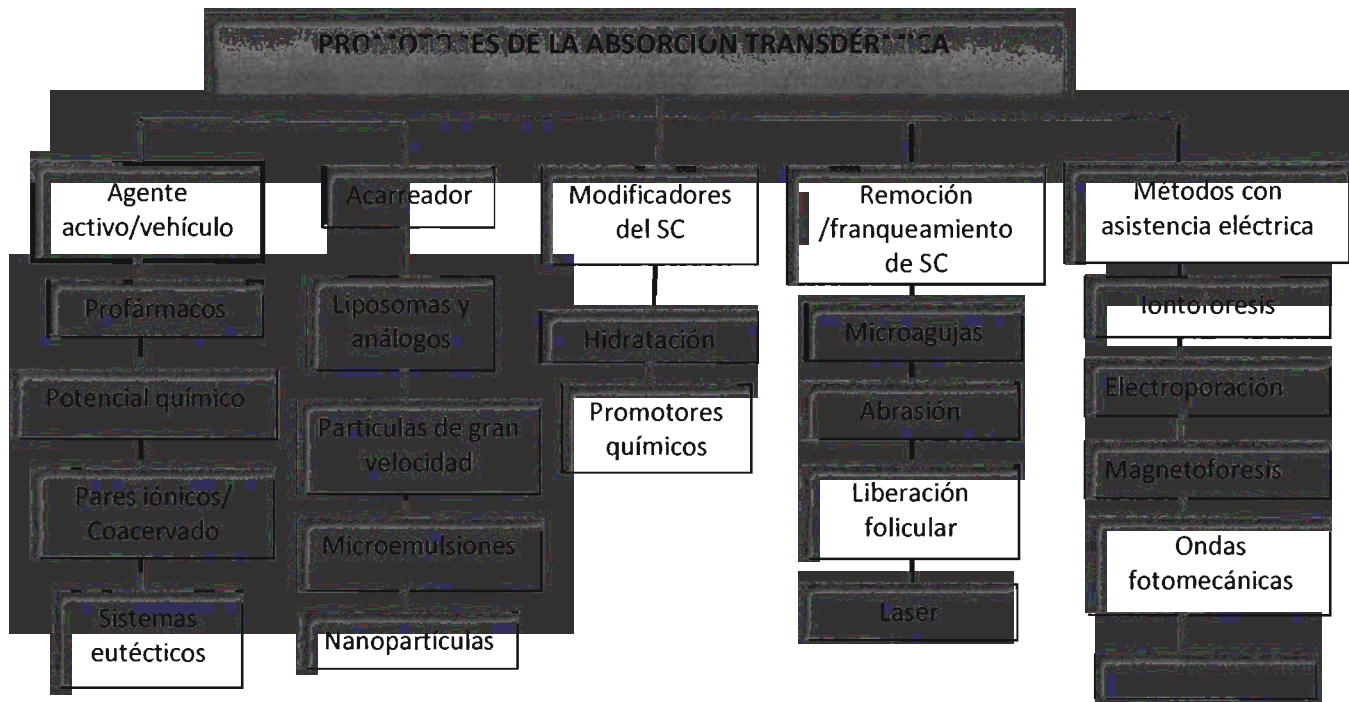 PROMOTORES DE LA ABSORCIÓN TRANSDÉRMICA
Agente
activo/vehículo
Profármacos
Potencial químico
Pares iónicos/
Coacervado
Sistemas
eutécticos
Acarreador
Liposomas y
análogos
Partículas de gran
velocidad
Microemulsiones
Nanopartículas
Modificadores
del SC
Hidratación
Promotores
químicos
Remoción
/franqueamiento
de SC
Microagujas
Abrasión
Liberación
folicular
Laser
Métodos con
asistencia eléctrica
Iontoforesis
Electroporación
Magnetoforesis
Ondas
fotomecánicas